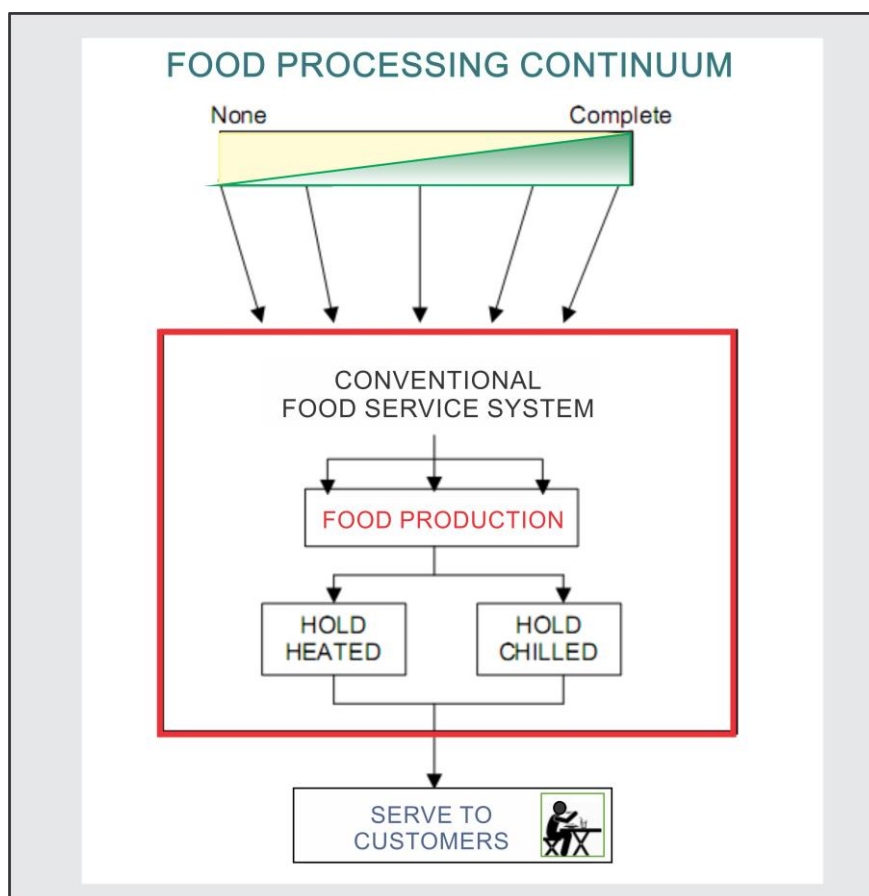 FOOD PROCESSING CONTINUUM
None
Complete
CONVENTIONAL
FOOD SERVICE SYSTEM
FOOD PRODUCTION
HOLD
HEATED
HOLD
CHILLED
SERVE TO
CUSTOMERS